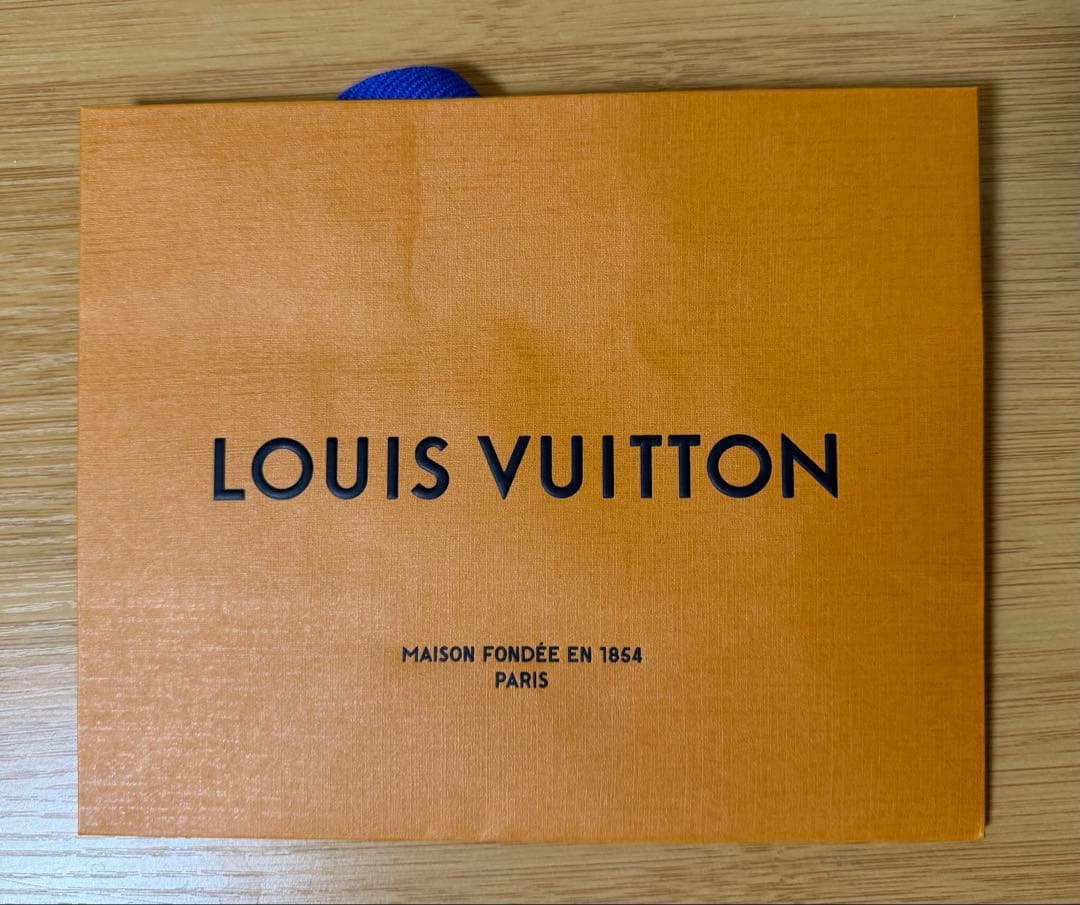 LOUIS VUITTON
MAISON FONDÉE EN 1854
PARIS